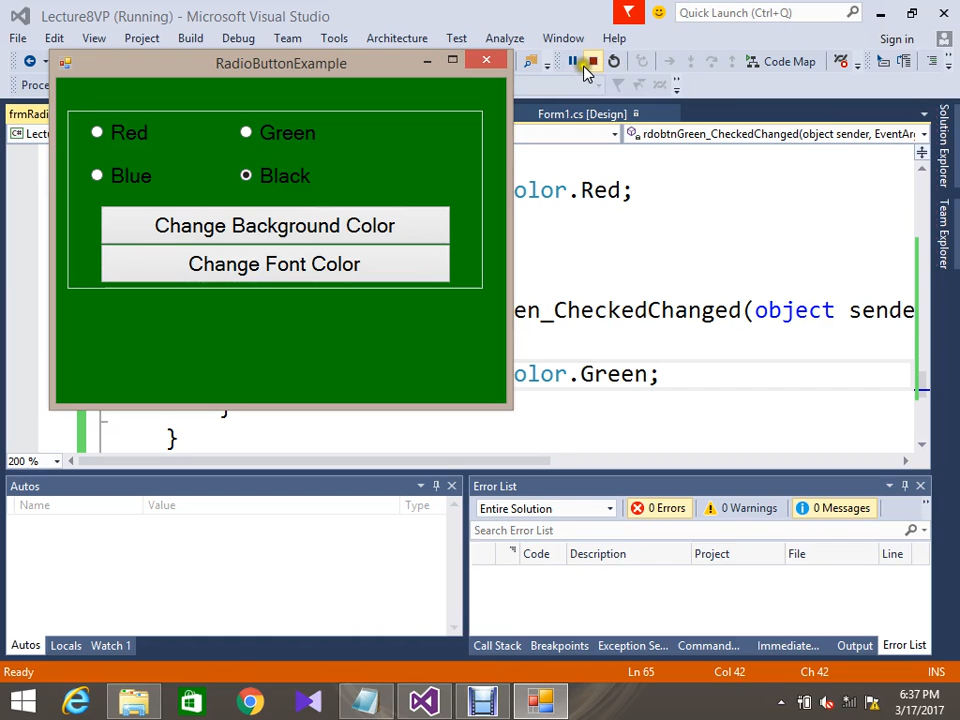 Lecture8VP (Running) - Microsoft Visual Studio
Quick Launch (Ctrl+Q)
File Edit View Project Build Debug Team Tools Architecture Test Analyze Window Help
Sign in
RadioButtonExample
Code Map
Proce
frmRadi
Form1.cs [Design]
Lectu
rdobtnGreen_CheckedChanged(object sender, EventArg
Red
Green
Blue
Black
Change Background Color
Change Font Color
olor.Red;
en_CheckedChanged(object sende
olor.Green;
}
}
Solution Explorer
Team Explorer
200 %
Autos
Name Value Type
Autos Locals Watch 1
Error List
Entire Solution
0 Errors
0 Warnings
0 Messages
Search Error List
Code Description Project File Line
Call Stack Breakpoints Exception Se... Command... Immediate... Output Error List
Ready
Ln 65
Col 42
Ch 42
INS
6:37 PM
3/17/2017